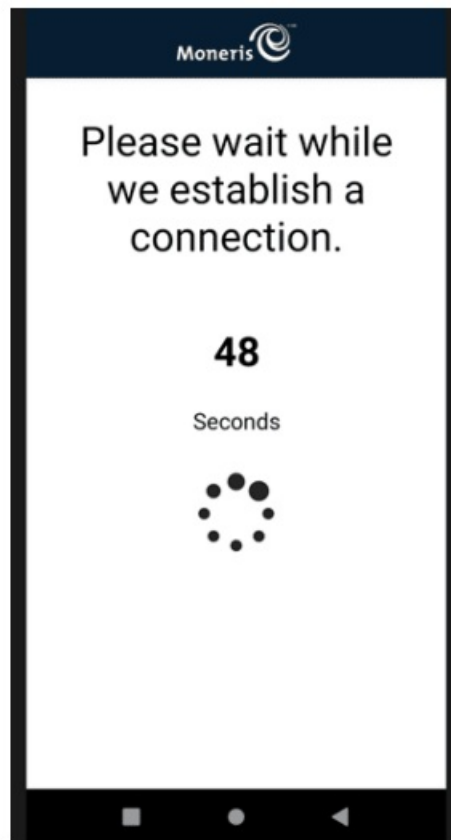 Moneris
Please wait while
we establish a
connection.
48
Seconds